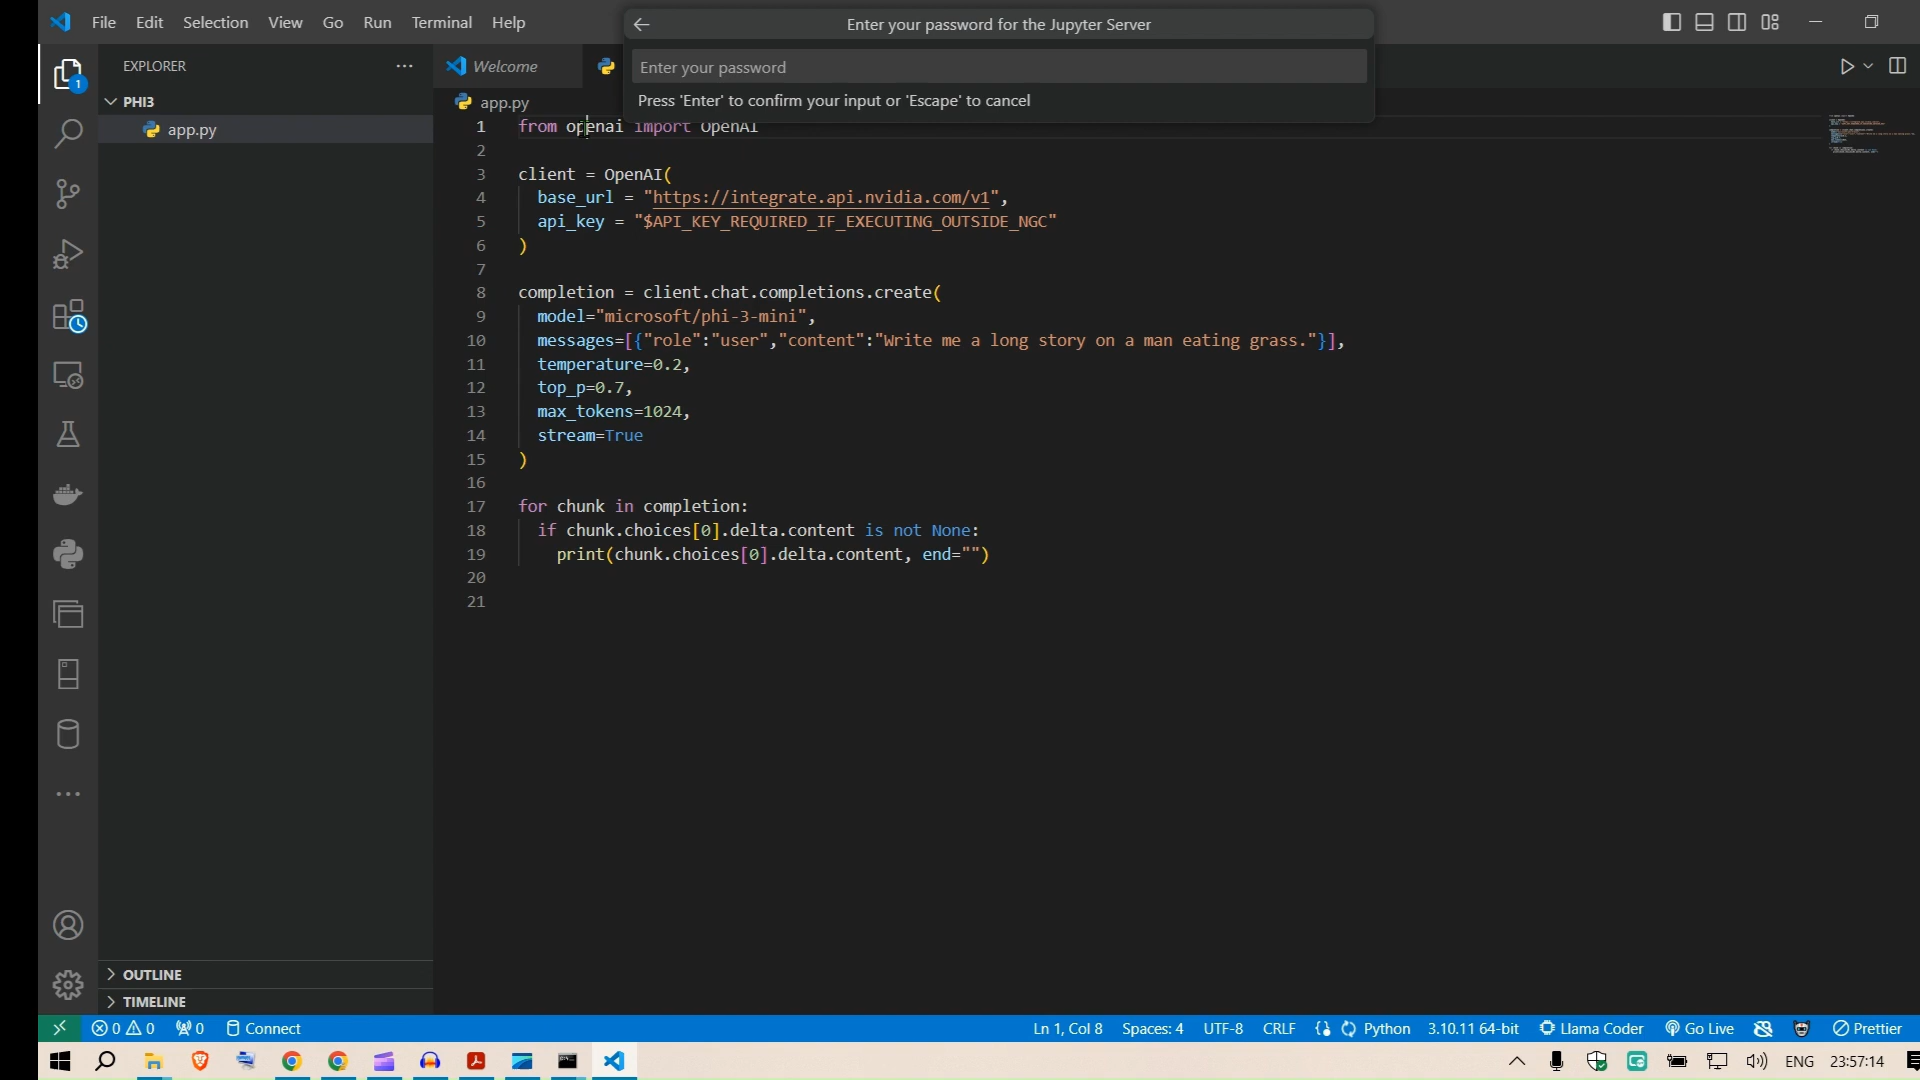 File Edit Selection View Go Run Terminal Help
Enter your password for the Jupyter Server
Enter your password
Press 'Enter' to confirm your input or 'Escape' to cancel
EXPLORER
PHI3
app.py
1
Welcome
app.py
1 from openai import OpenAI
2
3 client = OpenAI(
4 base_url = "https://integrate.api.nvidia.com/v1",
5 api_key = "$API_KEY_REQUIRED_IF_EXECUTING_OUTSIDE_NGC"
6 )
7
8 completion = client.chat.completions.create(
9 model="microsoft/phi-3-mini",
10 messages=[{"role":"user","content":"Write me a long story on a man eating grass."}],
11 temperature=0.2,
12 top_p=0.7,
13 max_tokens=1024,
14 stream=True
15 )
16
17 for chunk in completion:
18 if chunk.choices[0].delta.content is not None:
19 print(chunk.choices[0].delta.content, end="")
20
21
OUTLINE
TIMELINE
0 0 0 Connect Ln 1, Col 8 Spaces: 4 UTF-8 CRLF Python 3.10.11 64-bit Llama Coder Go Live Prettier
ENG 23:57:14